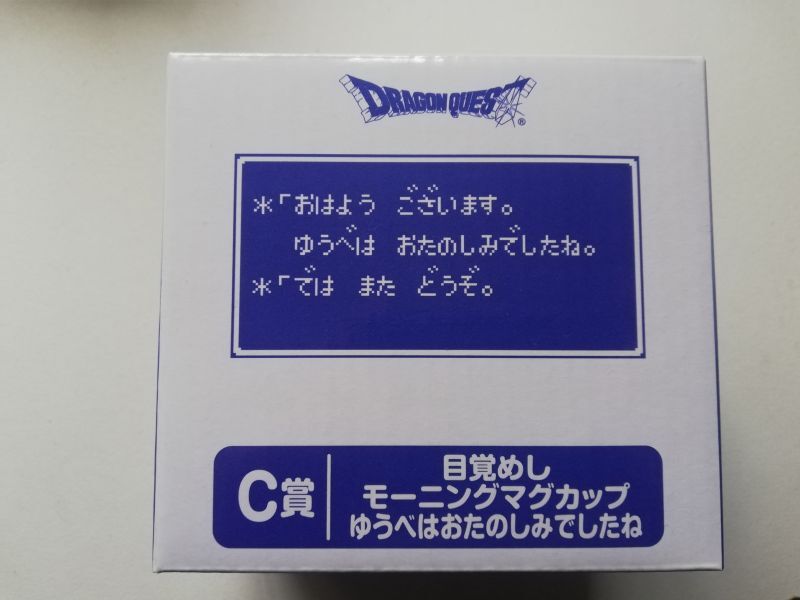 DRAGON QUEST®
＊「おはよう ございます。
ゆうべは おたのしみでしたね。
＊「では また どうぞ。
C賞
目覚めし
モーニングマグカップ
ゆうべはおたのしみでしたね